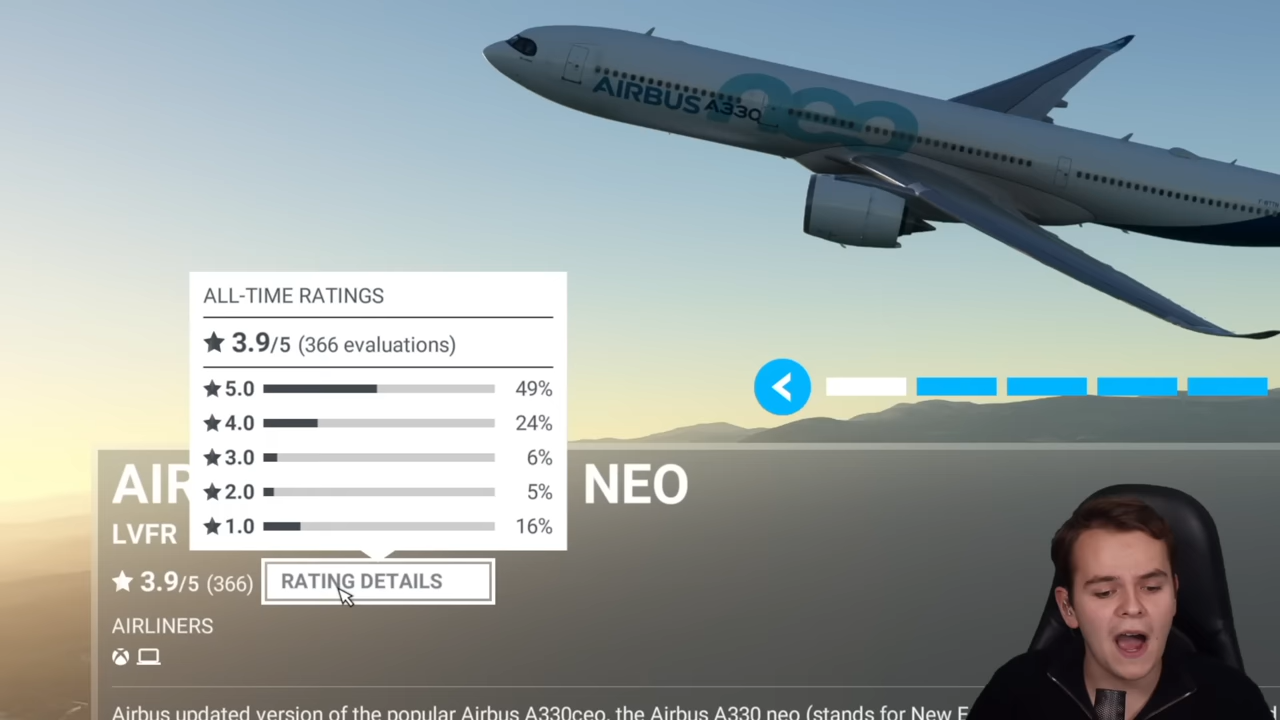 AIRBUS A330
neo
ALL-TIME RATINGS
3.9/5 (366 evaluations)
5.0 49%
4.0 24%
3.0 6%
2.0 5%
1.0 16%
AIR NEO
LVFR
3.9/5 (366) RATING DETAILS
AIRLINERS
Airbus updated version of the popular Airbus A330ceo, the Airbus A330 neo (stands for New E